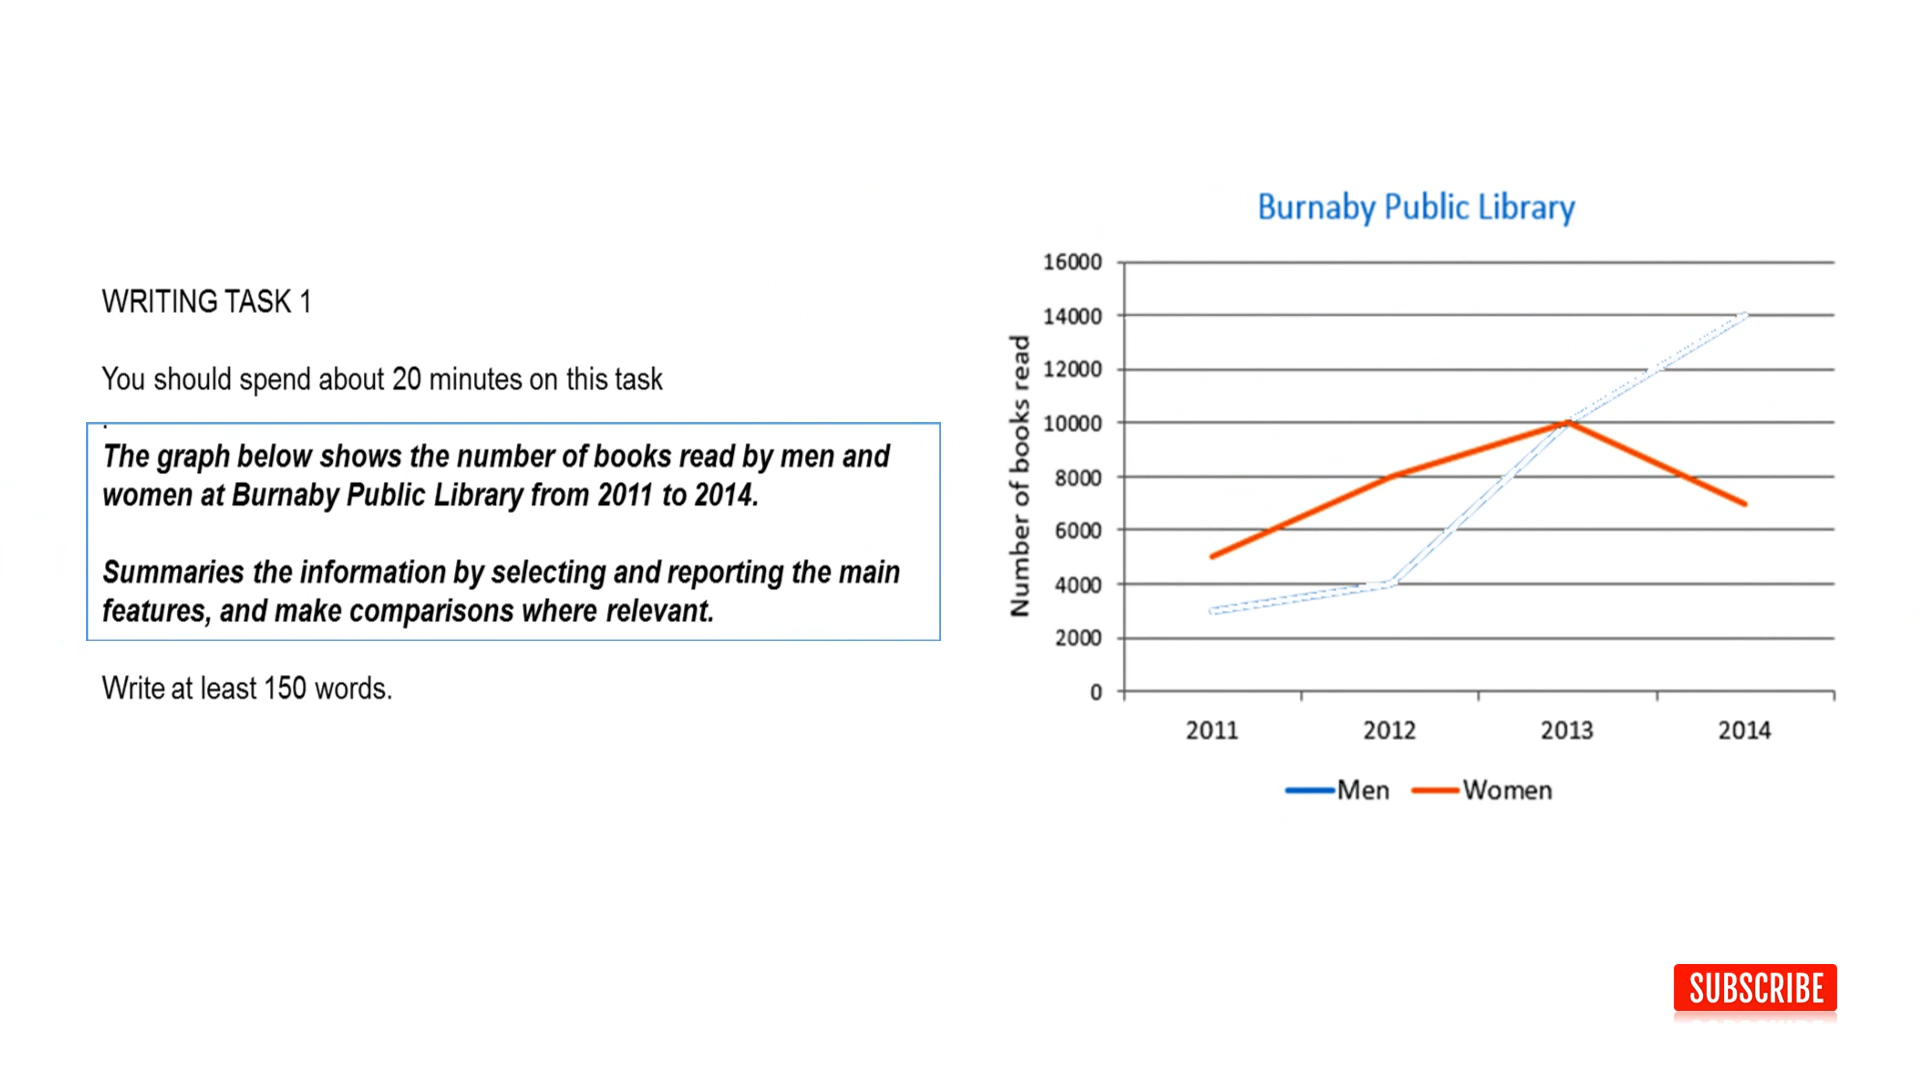 WRITING TASK 1
You should spend about 20 minutes on this task
.
The graph below shows the number of books read by men and
women at Burnaby Public Library from 2011 to 2014.
Summaries the information by selecting and reporting the main
features, and make comparisons where relevant.
Write at least 150 words.
Burnaby Public Library
Number of books read
16000
14000
12000
10000
8000
6000
4000
2000
0
2011 2012 2013 2014
Men Women
SUBSCRIBE